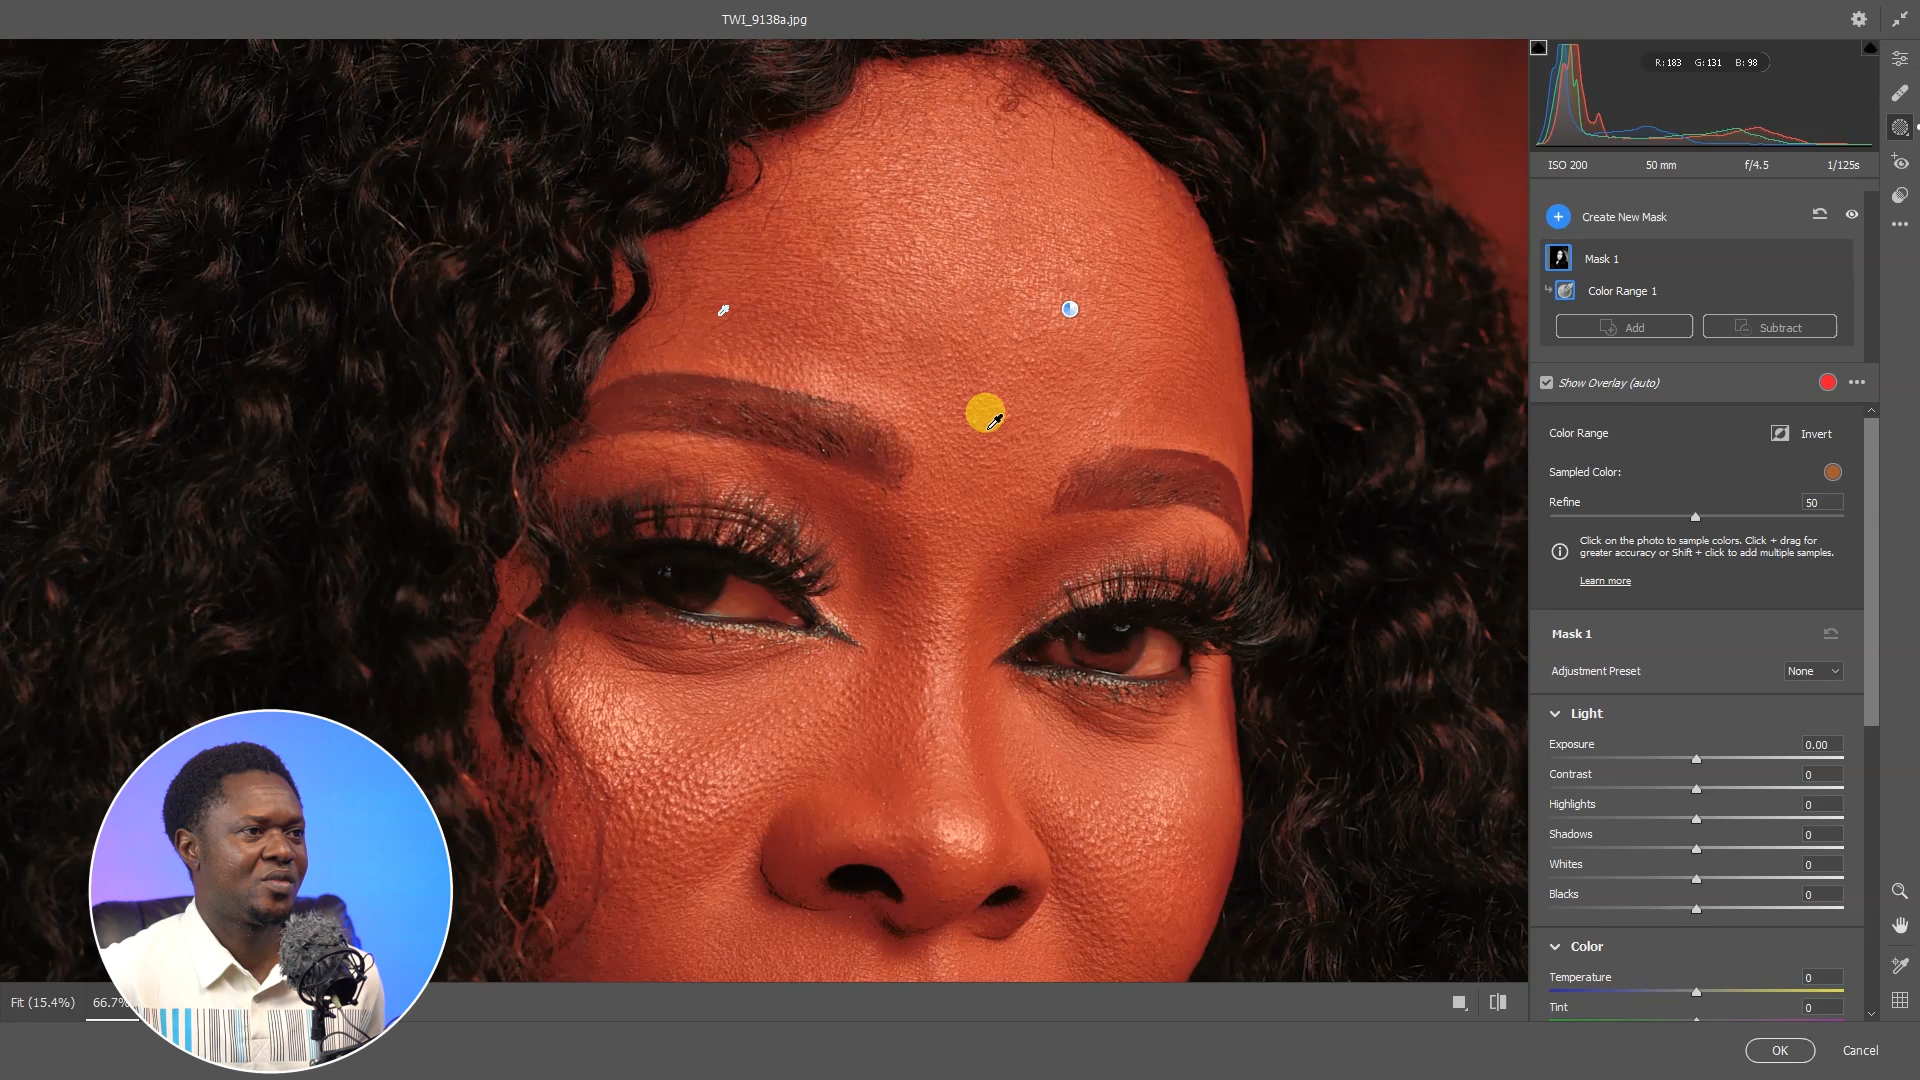 TWI_9138a.jpg
R: 183 G: 131 B: 98
ISO 200 50 mm f/4.5 1/125s
Create New Mask
Mask 1
Color Range 1
Add Subtract
Show Overlay (auto)
Color Range Invert
Sampled Color:
Refine 50
Click on the photo to sample colors. Click + drag for
greater accuracy or Shift + click to add multiple samples.
Learn more
Mask 1
Adjustment Preset None
Light
Exposure 0.00
Contrast 0
Highlights 0
Shadows 0
Whites 0
Blacks 0
Color
Temperature 0
Tint 0
Fit (15.4%) 66.7%
OK Cancel